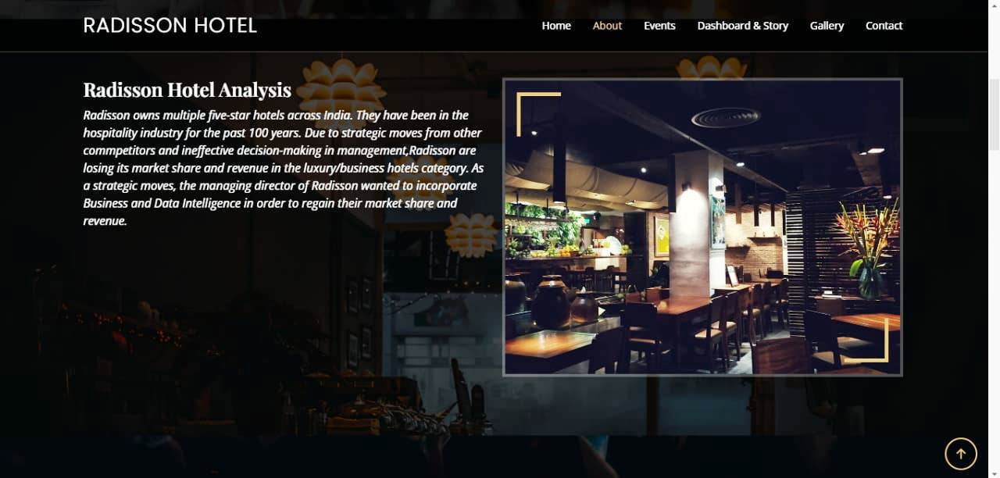 RADISSON HOTEL
Home About Events Dashboard & Story Gallery Contact
Radisson Hotel Analysis
Radisson owns multiple five-star hotels across India. They have been in the
hospitality industry for the past 100 years. Due to strategic moves from other
commpetitors and ineffective decision-making in management,Radisson are
losing its market share and revenue in the luxury/business hotels category. As
a strategic moves, the managing director of Radisson wanted to incorporate
Business and Data Intelligence in order to regain their market share and
revenue.